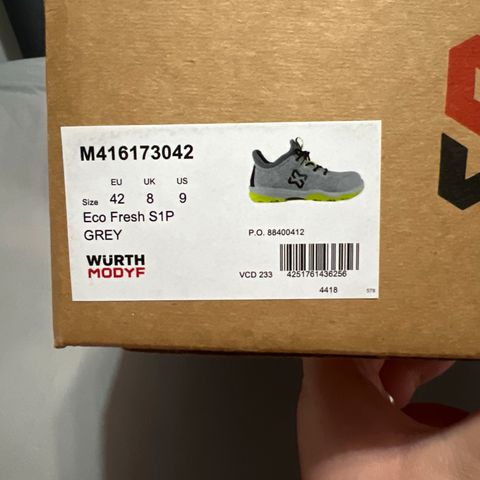 M416173042
EU UK US
Size 42 8 9
Eco Fresh S1P
GREY
P.O. 88400412
WÜRTH
MODYF
VCD 233 4251761436256
4418